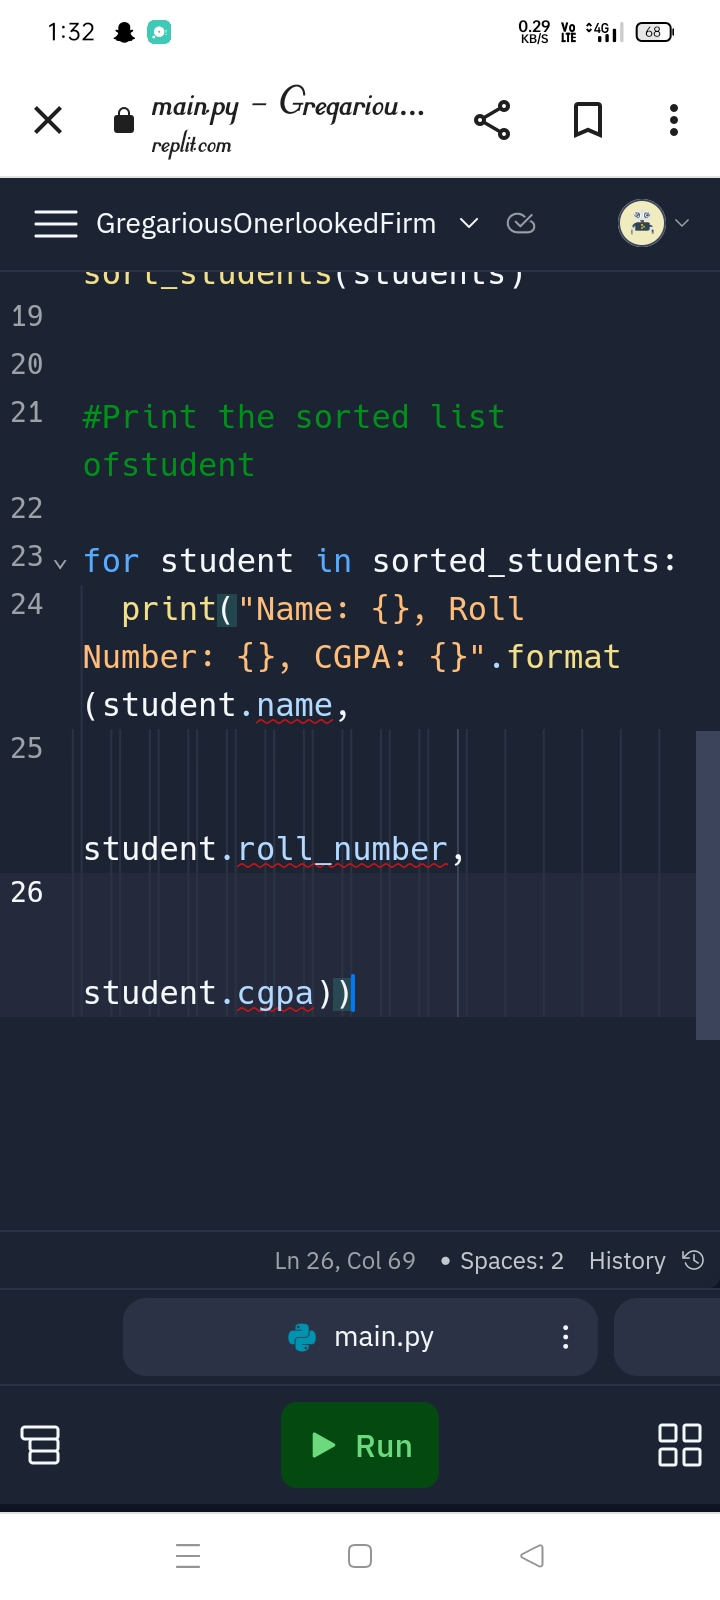 1:32
0.29 KB/S Vo LTE 4G 68
main.py – Gregariou...
replit.com
GregariousOnerlookedFirm
sort_students(students)
19
20
21 #Print the sorted list
ofstudent
22
23 for student in sorted_students:
24 print("Name: {}, Roll
Number: {}, CGPA: {}".format
(student.name,
25
student.roll_number,
26
student.cgpa))
Ln 26, Col 69 • Spaces: 2 History
main.py
Run